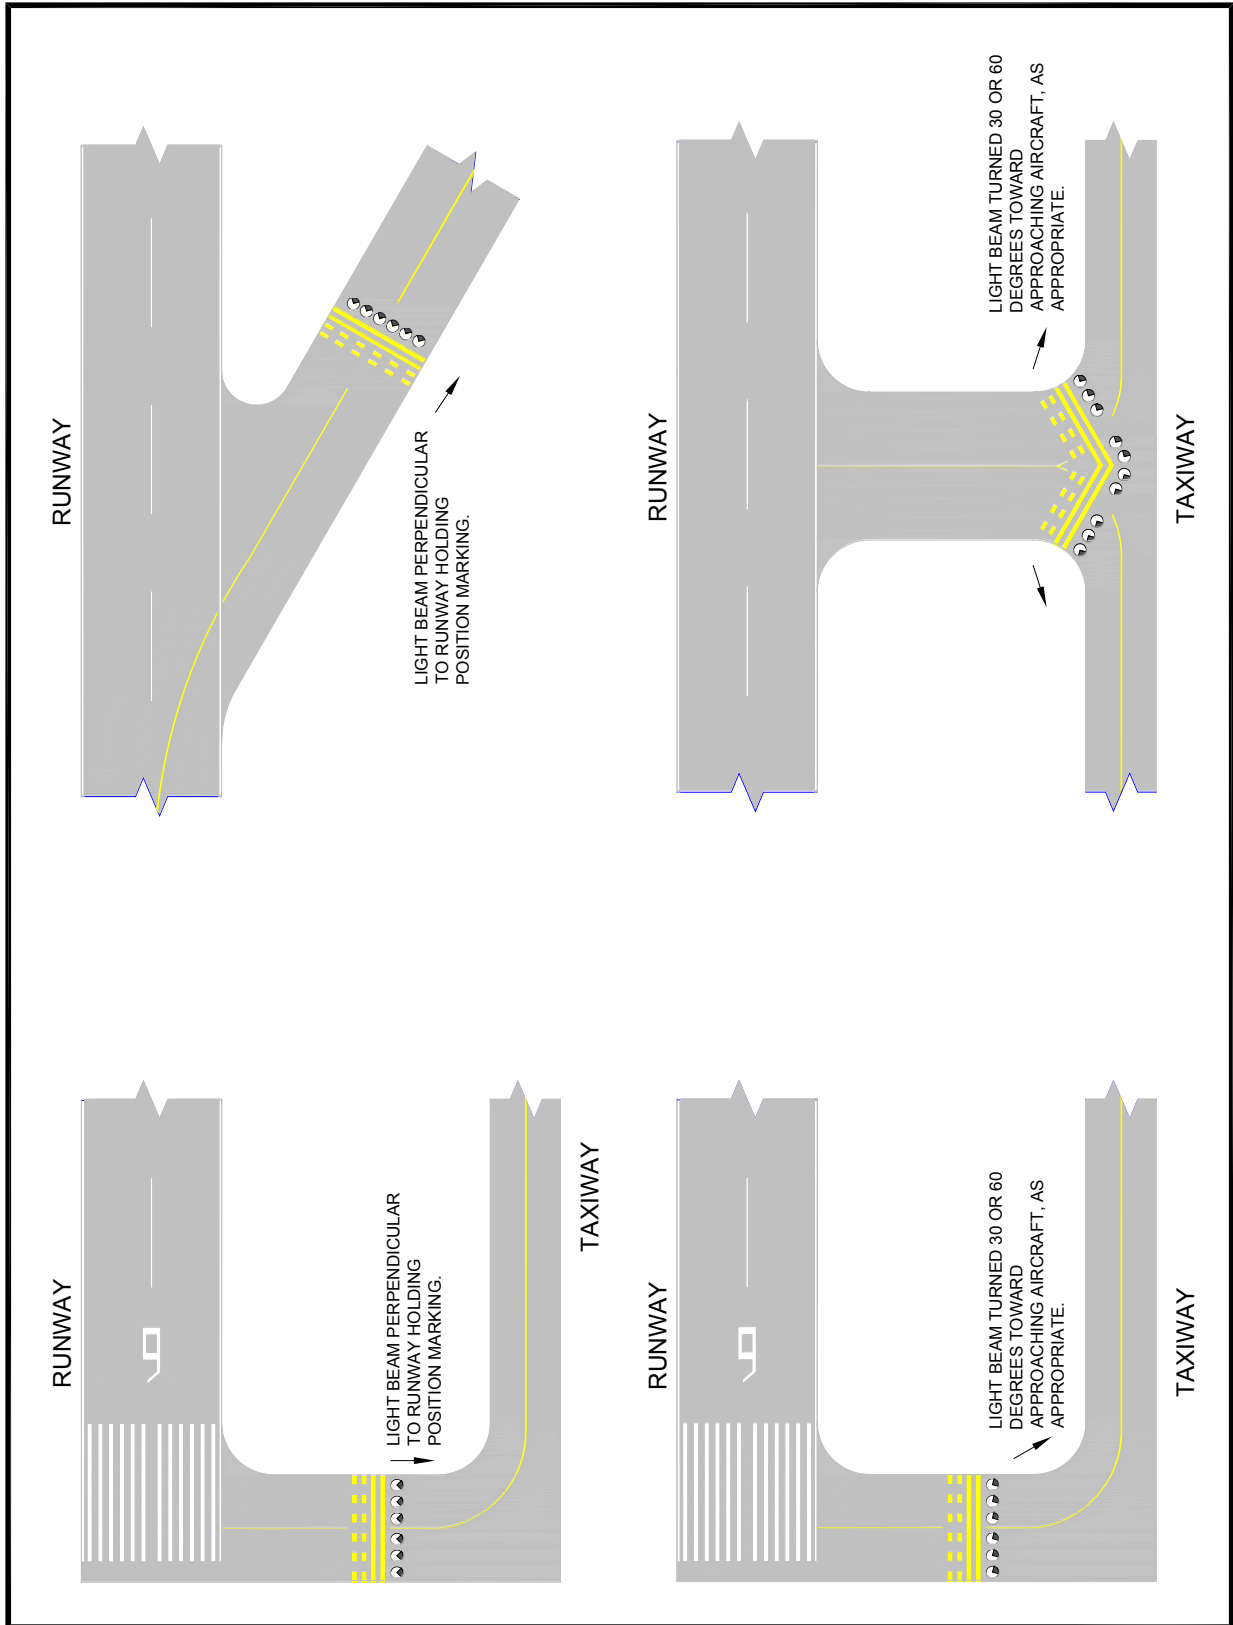 RUNWAY
9
LIGHT BEAM PERPENDICULAR
TO RUNWAY HOLDING
POSITION MARKING.
TAXIWAY
RUNWAY
LIGHT BEAM PERPENDICULAR
TO RUNWAY HOLDING
POSITION MARKING.
RUNWAY
9
LIGHT BEAM TURNED 30 OR 60
DEGREES TOWARD
APPROACHING AIRCRAFT, AS
APPROPRIATE.
TAXIWAY
RUNWAY
LIGHT BEAM TURNED 30 OR 60
DEGREES TOWARD
APPROACHING AIRCRAFT, AS
APPROPRIATE.
TAXIWAY